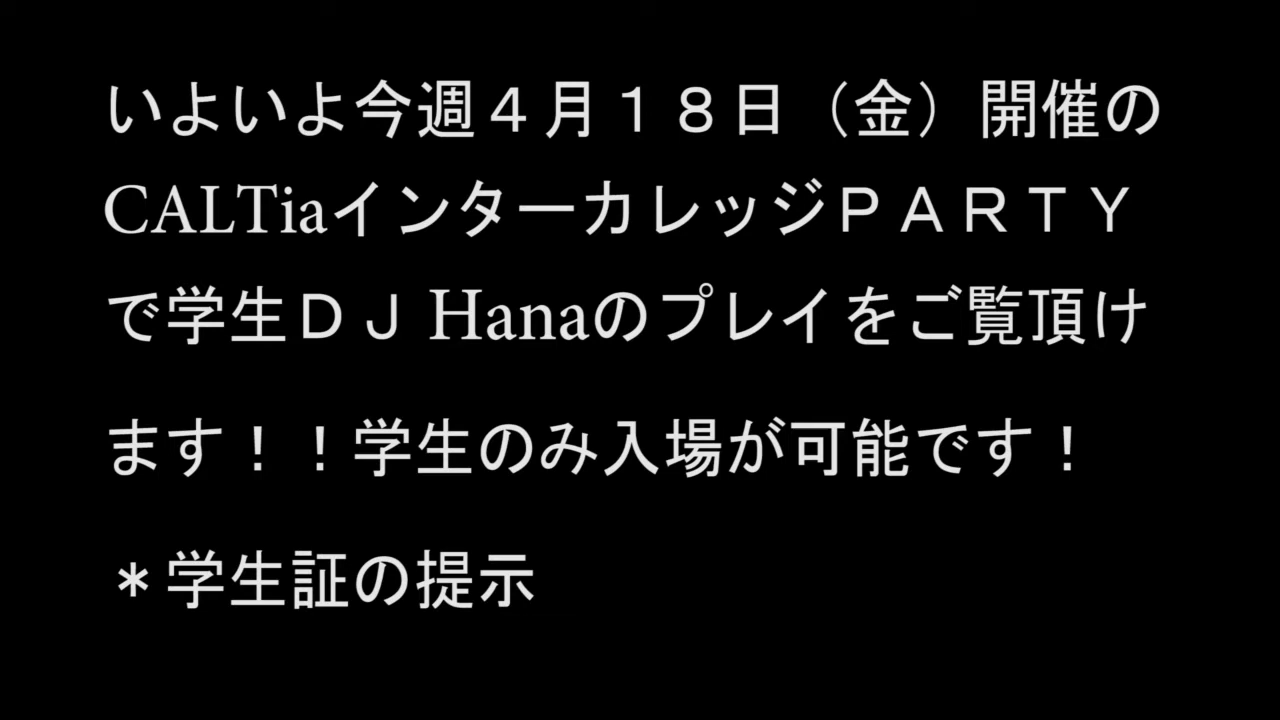 いよいよ今週４月１８日（金）開催の
CALTiaインターカレッジＰＡＲＴＹ
で学生ＤＪ Hanaのプレイをご覧頂け
ます！！学生のみ入場が可能です！
＊学生証の提示